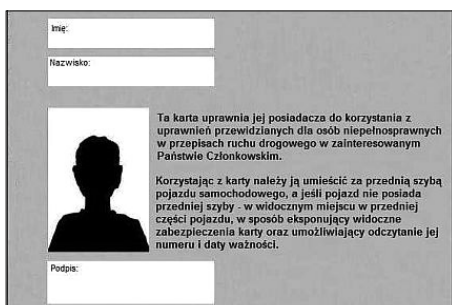 Imię:
Nazwisko:
Ta karta uprawnia jej posiadacza do korzystania z
uprawnień przewidzianych dla osób niepełnosprawnych
w przepisach ruchu drogowego w zainteresowanym
Państwie Członkowskim.
Korzystając z karty należy ją umieścić za przednią szybą
pojazdu samochodowego, a jeśli pojazd nie posiada
przedniej szyby - w widocznym miejscu w przedniej
części pojazdu, w sposób eksponujący widoczne
zabezpieczenia karty oraz umożliwiający odczytanie jej
numeru i daty ważności.
Podpis: